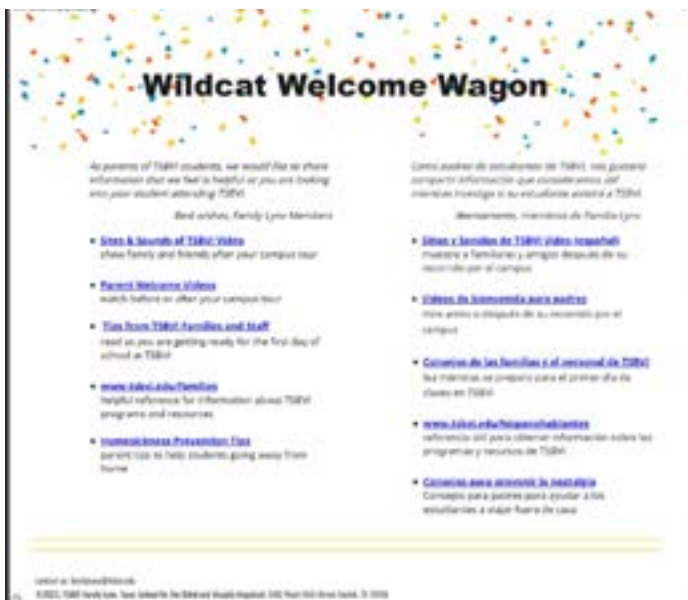 Wildcat Welcome Wagon
As parents of TSBVI students, we would like to share
information that we feel is helpful as you are looking
into your student attending TSBVI.
Best wishes, Family Lynx Members
Sites & Sounds of TSBVI Video
show family and friends after your campus tour
Parent Welcome Videos
watch before or after your campus tour
Tips from TSBVI Families and Staff
read as you are getting ready for the first day of
school at TSBVI
www.tsbvi.edu/families
helpful reference for information about TSBVI
programs and resources
Homesickness Prevention Tips
parent tips to help students going away from
home
Como padres de estudiantes de TSBVI, nos gustaría
compartir información que consideramos útil
mientras investiga si su estudiante asistirá a TSBVI.
miembros de Familia Lynx
Sitios y Sonidos de TSBVI Video (español)
muestre a familiares y amigos después de su
recorrido por el campus
Videos de bienvenida para padres
mire antes o después de su recorrido por el
campus
Consejos de las familias y el personal de TSBVI
lea mientras se prepara para el primer día de
clases en TSBVI
www.tsbvi.edu/hispanohablantes
referencia útil para obtener información sobre los
programas y recursos de TSBVI
Consejos para prevenir la nostalgia
Consejos para padres para ayudar a los
estudiantes a viajar fuera de casa